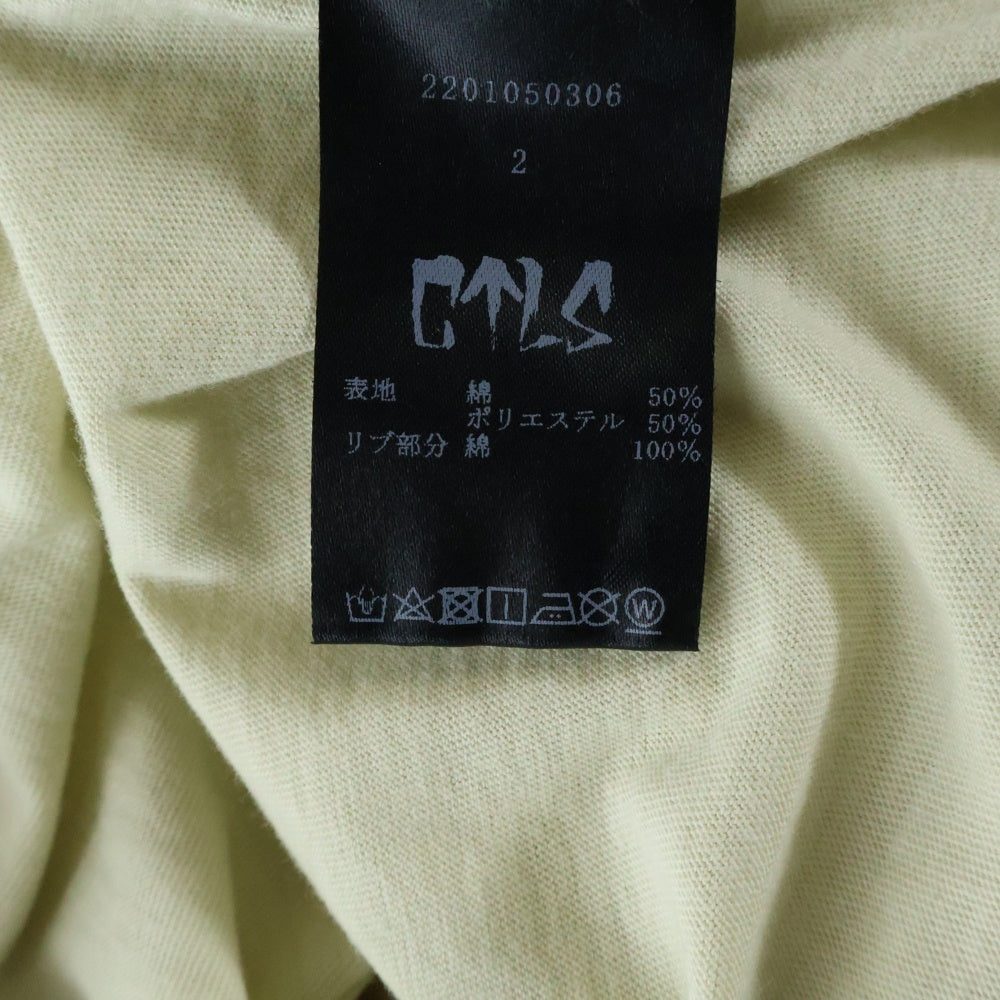 2201050306
2
CTLS
表地 綿 50%
ポリエステル 50%
リブ部分 綿 100%
W